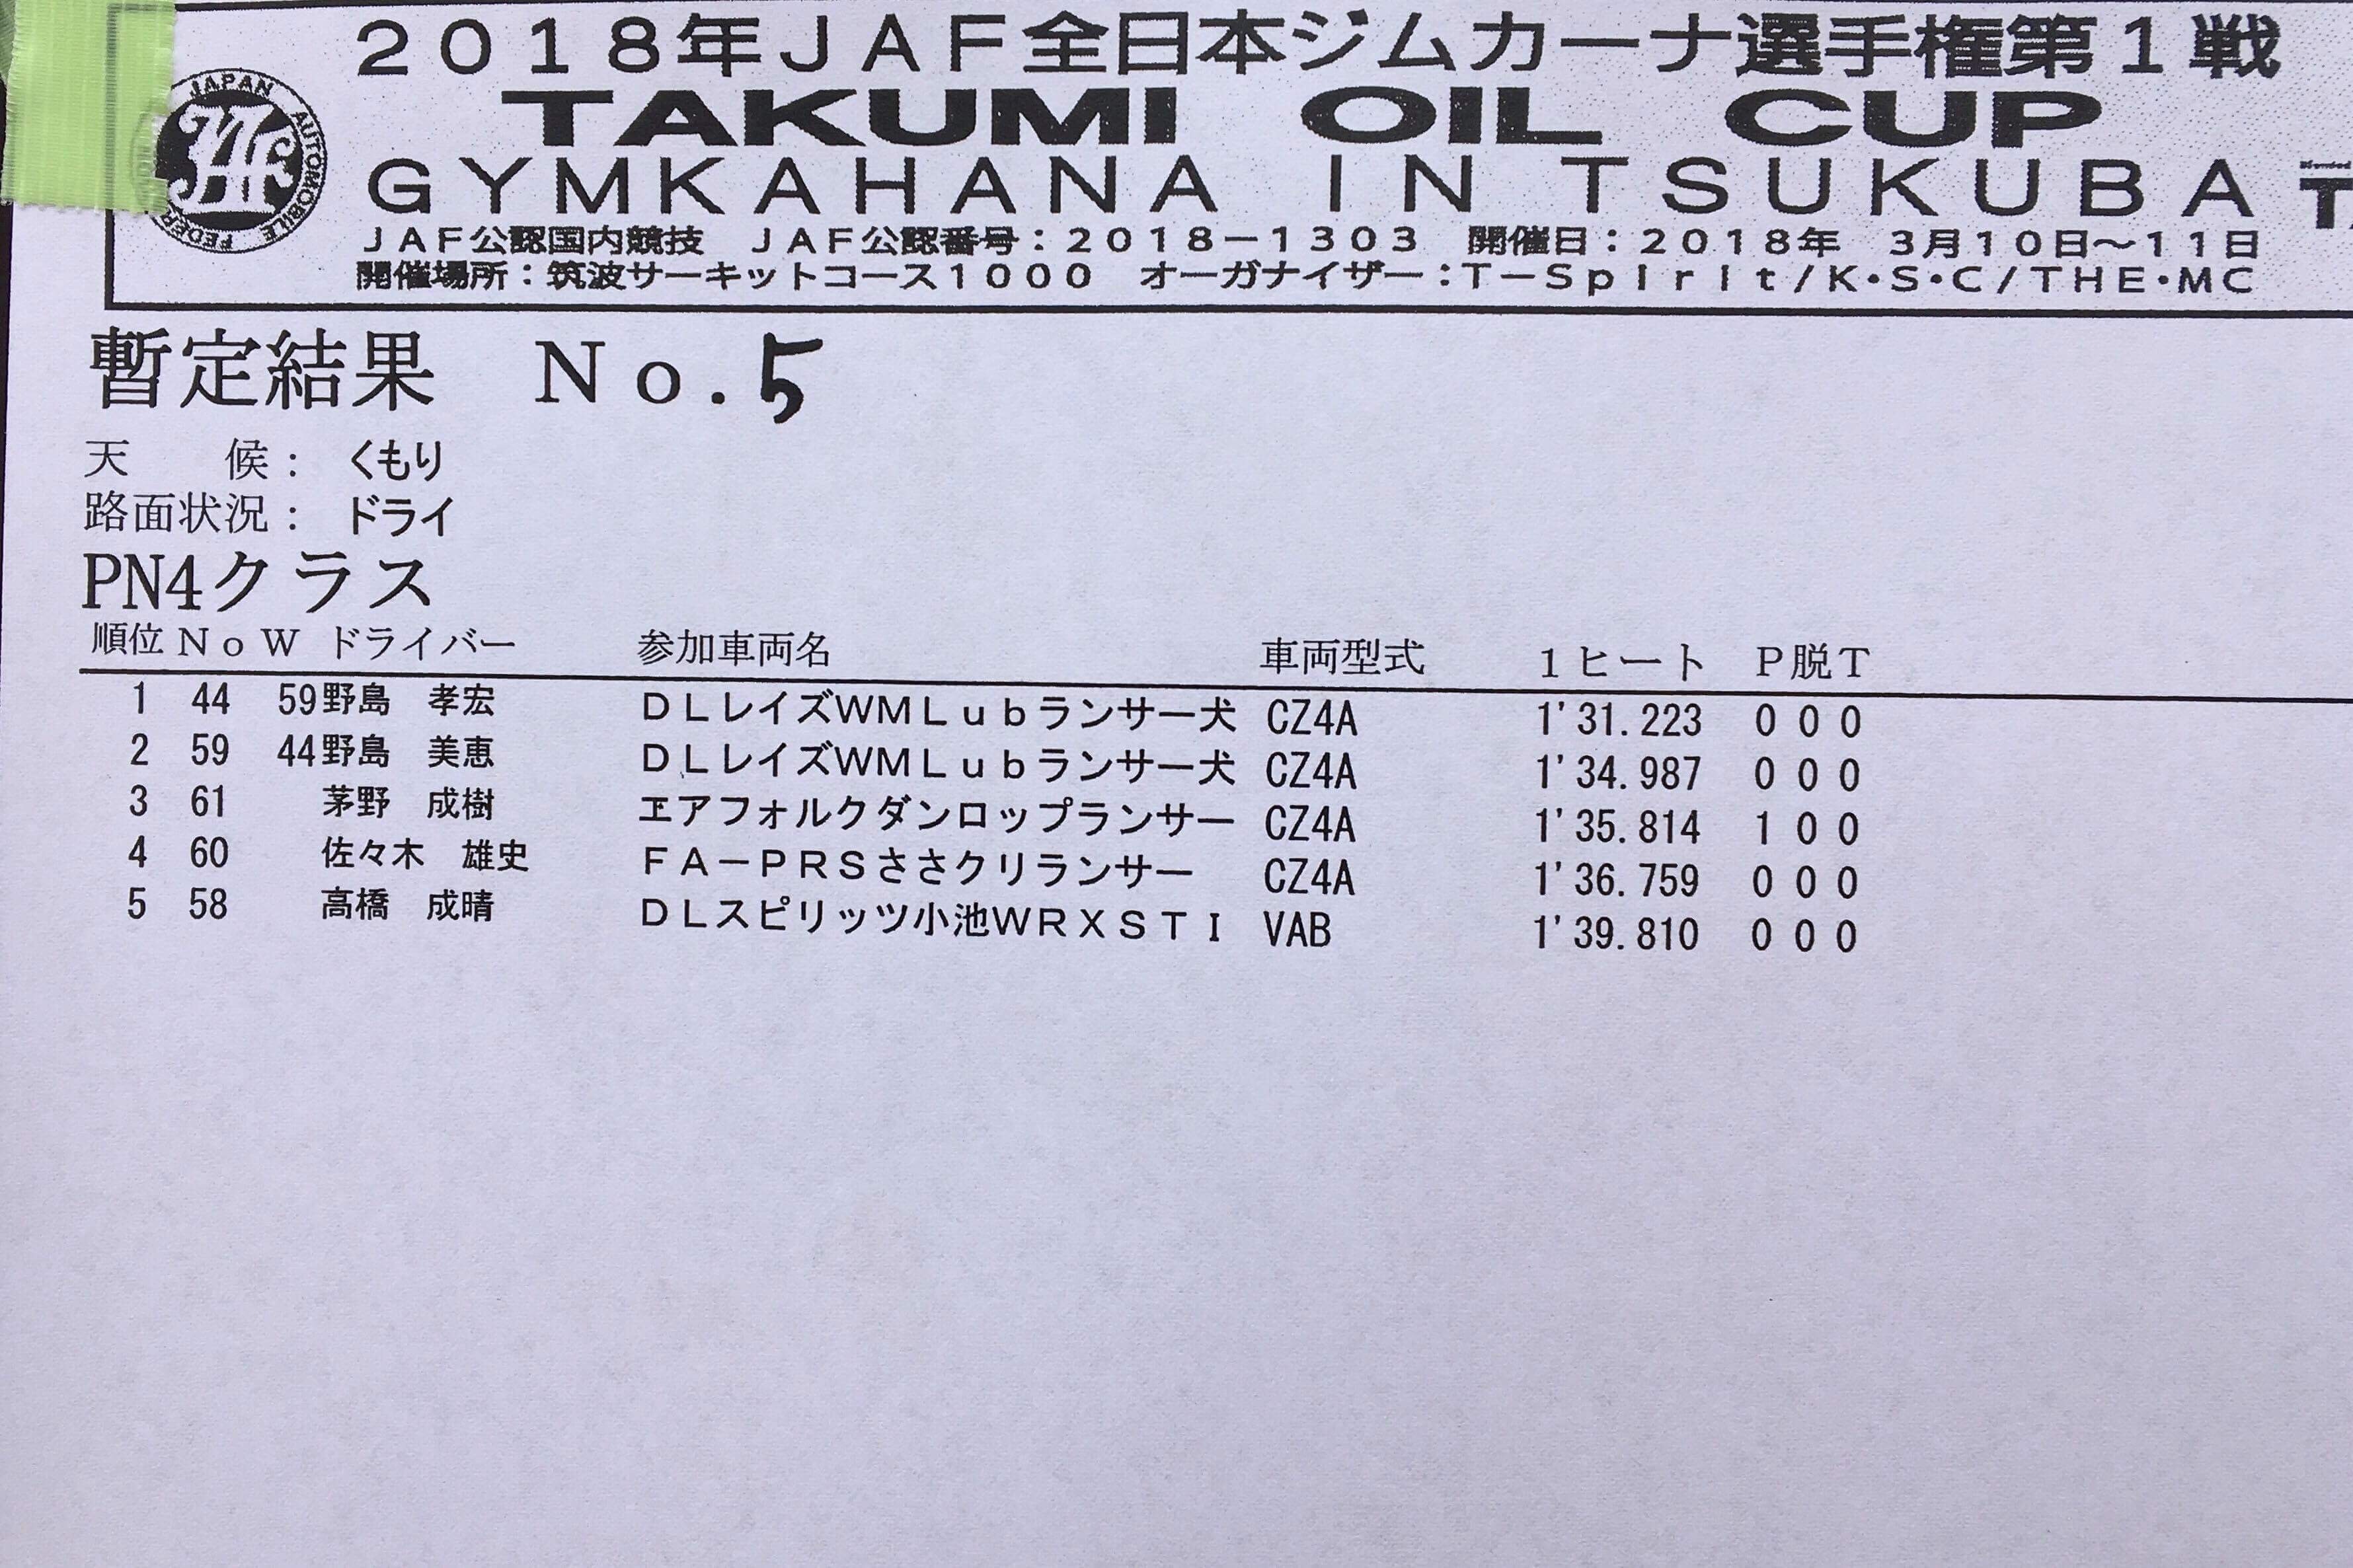 2018年JAF全日本ジムカーナ選手権第1戦
TAKUMI OIL CUP
GYMKAHANA IN TSUKUBA
JAF公認国内競技 JAF公認番号：2018－1303 開催日：2018年 3月10日～11日
開催場所：筑波サーキットコース1000 オーガナイザー：T－SpIrIt/K・S・C/THE・MC
JAPAN AUTOMOBILE
JAF
暫定結果 No.5
天 候： くもり
路面状況： ドライ
PN4クラス
順位 No W ドライバー 参加車両名 車両型式 1ヒート P脱T
1 44 59野島 孝宏 DLレイズWMLubランサー犬 CZ4A 1'31.223 0 0 0
2 59 44野島 美恵 DLレイズWMLubランサー犬 CZ4A 1'34.987 0 0 0
3 61 茅野 成樹 ヱアフォルクダンロップランサー CZ4A 1'35.814 1 0 0
4 60 佐々木 雄史 FA－PRSささクリランサー CZ4A 1'36.759 0 0 0
5 58 高橋 成晴 DLスピリッツ小池WRXSTI VAB 1'39.810 0 0 0